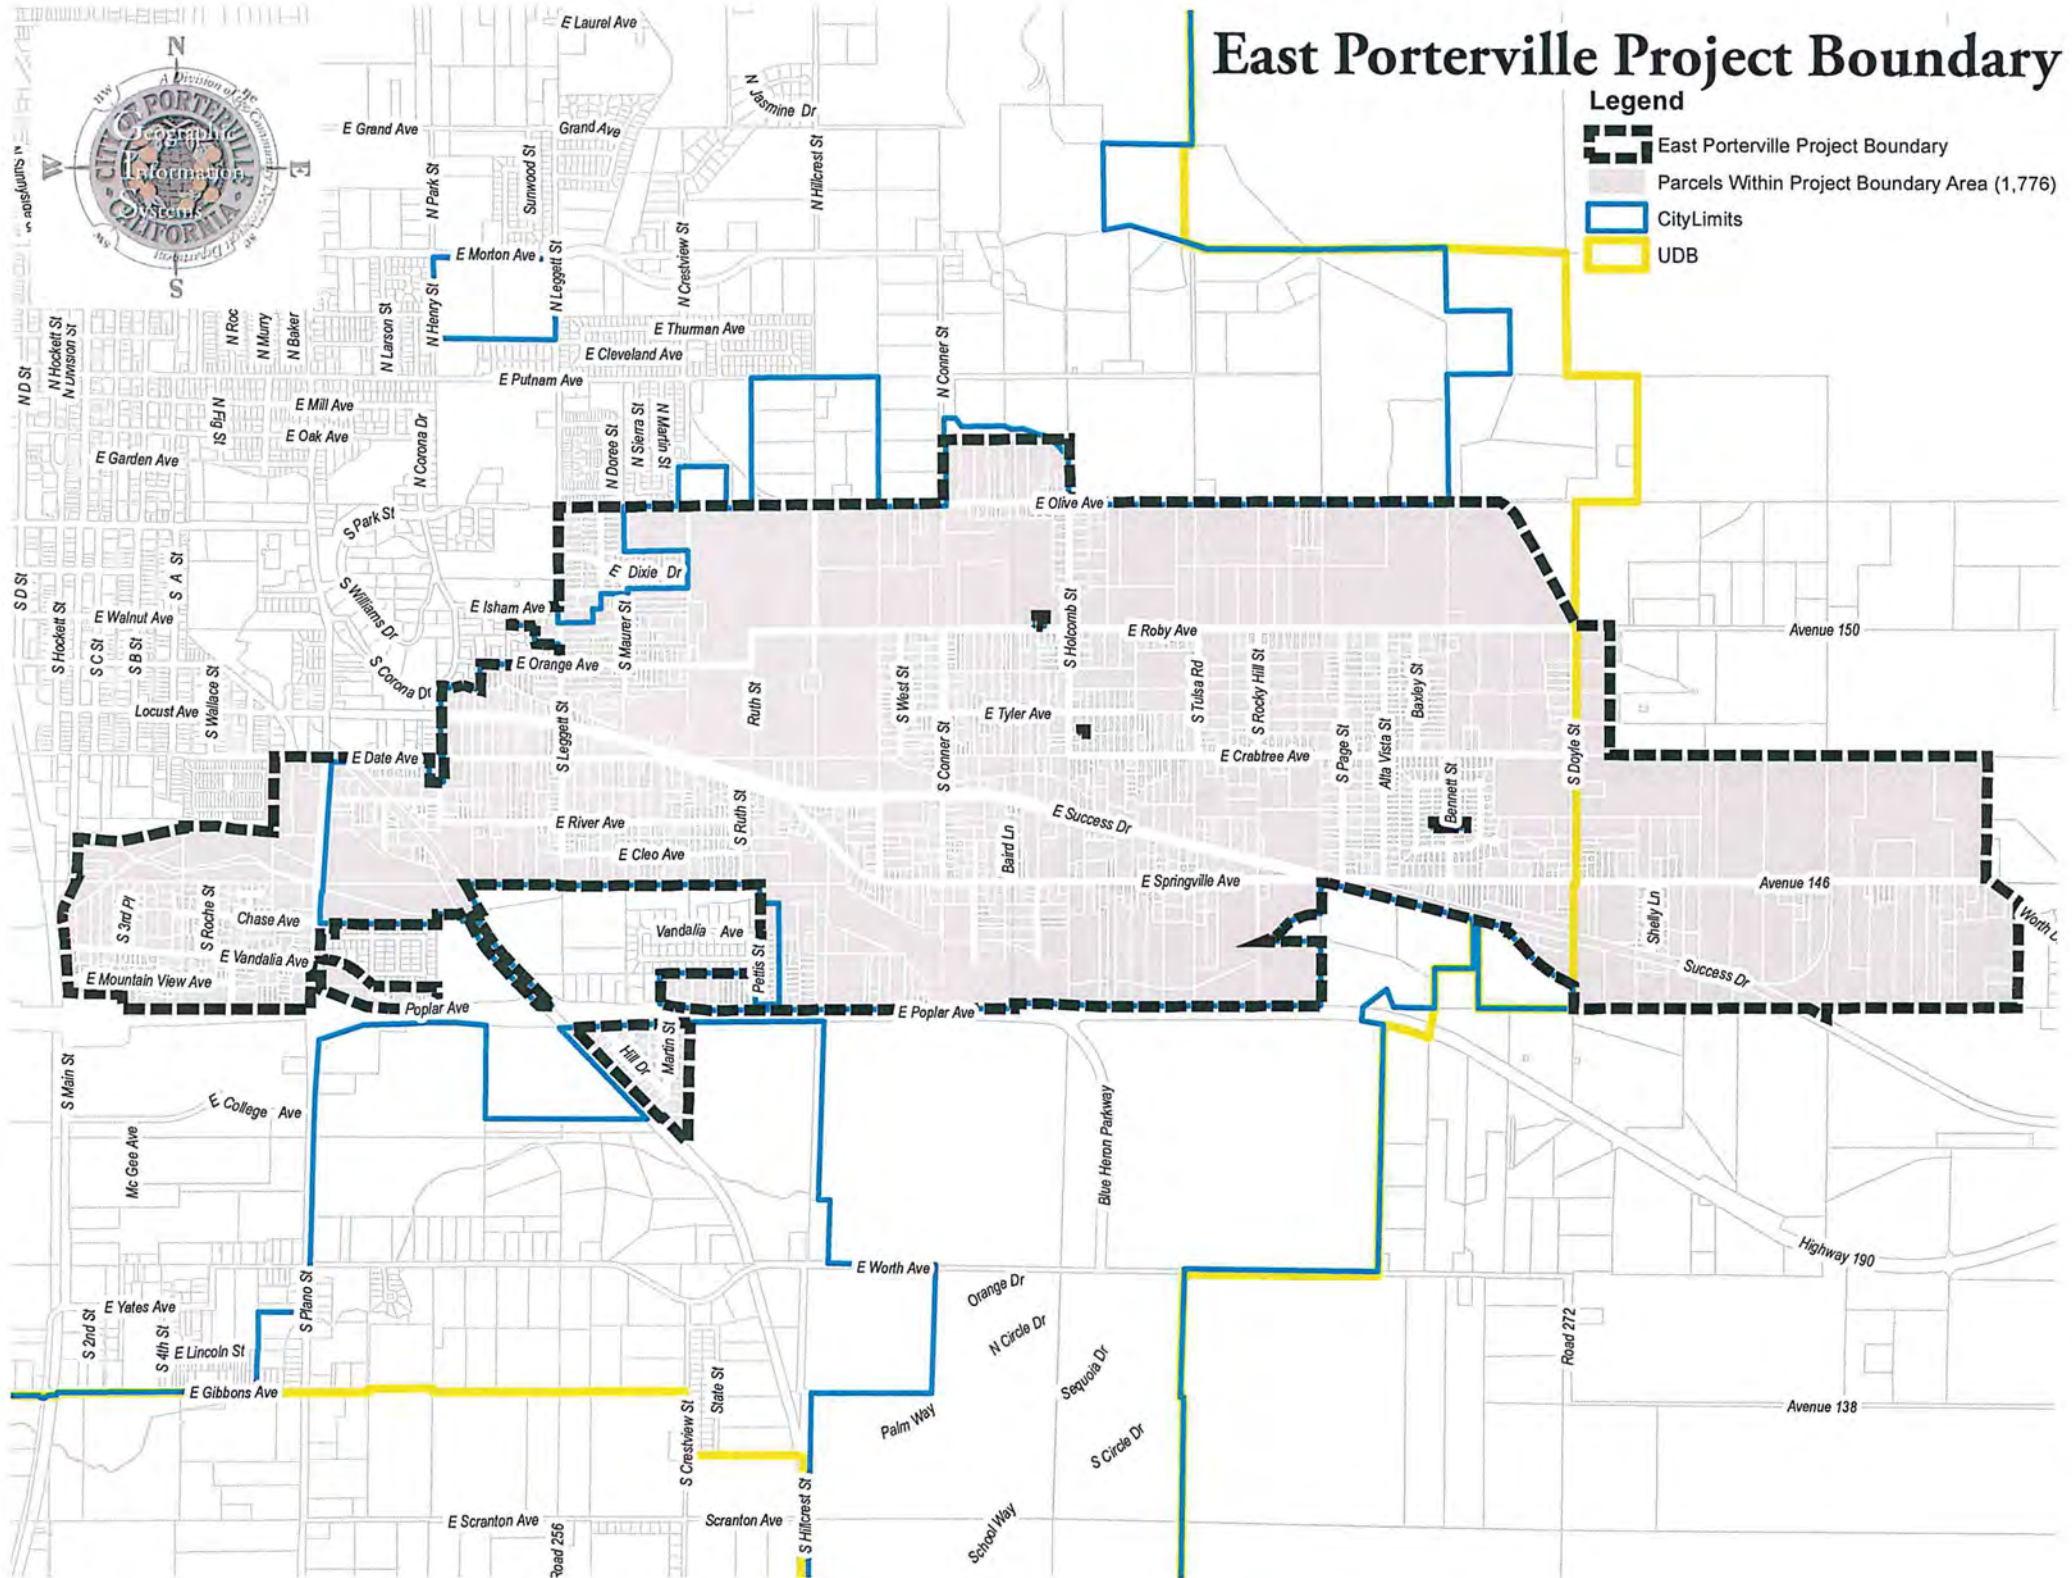 East Porterville Project Boundary
Legend
East Porterville Project Boundary
Parcels Within Project Boundary Area (1,776)
CityLimits
UDB
N
NW
A Division of the Community Development Department
CITY OF PORTERVILLE
CALIFORNIA
Geographic
Information
Systems
W
E
SW
S
E Laurel Ave
N Jasmine Dr
E Grand Ave
Grand Ave
N Park St
Sunwood St
N Hillcrest St
E Morton Ave
N Leggett St
N Crestview St
N Henry St
N Larson St
N Roc
N Murry
N Baker
N Hockett St
N Division St
N D St
E Thurman Ave
E Cleveland Ave
E Putnam Ave
N Conner St
E Mill Ave
N Fig St
E Oak Ave
N Corona Dr
E Garden Ave
N Doree St
N Sierra St
N Martin St
E Olive Ave
S Park St
E Dixie Dr
S A St
S D St
S Williams Dr
E Isham Ave
E Walnut Ave
S Hockett St
S C St
S B St
S Maurer St
S Holcomb St
E Roby Ave
Avenue 150
S Wallace St
S Corona Dr
E Orange Ave
Locust Ave
S Leggett St
Ruth St
S West St
E Tyler Ave
S Tulsa Rd
S Rocky Hill St
Baxley St
S Conner St
S Page St
Alta Vista St
S Doyle St
E Date Ave
E Crabtree Ave
Bennett St
E River Ave
S Ruth St
E Success Dr
E Cleo Ave
Baird Ln
E Springville Ave
Avenue 146
S 3rd Pl
S Roche St
Chase Ave
Vandalia Ave
Shelly Ln
E Vandalia Ave
Pettis St
Success Dr
E Mountain View Ave
Poplar Ave
E Poplar Ave
Hill Dr
Martin St
S Main St
E College Ave
Mc Gee Ave
Blue Heron Parkway
Highway 190
E Worth Ave
Orange Dr
S Plano St
E Yates Ave
N Circle Dr
S 2nd St
S 4th St
E Lincoln St
Sequoia Dr
Road 272
E Gibbons Ave
State St
S Crestview St
Palm Way
Avenue 138
S Circle Dr
S Hillcrest St
E Scranton Ave
Scranton Ave
Road 256
School Way